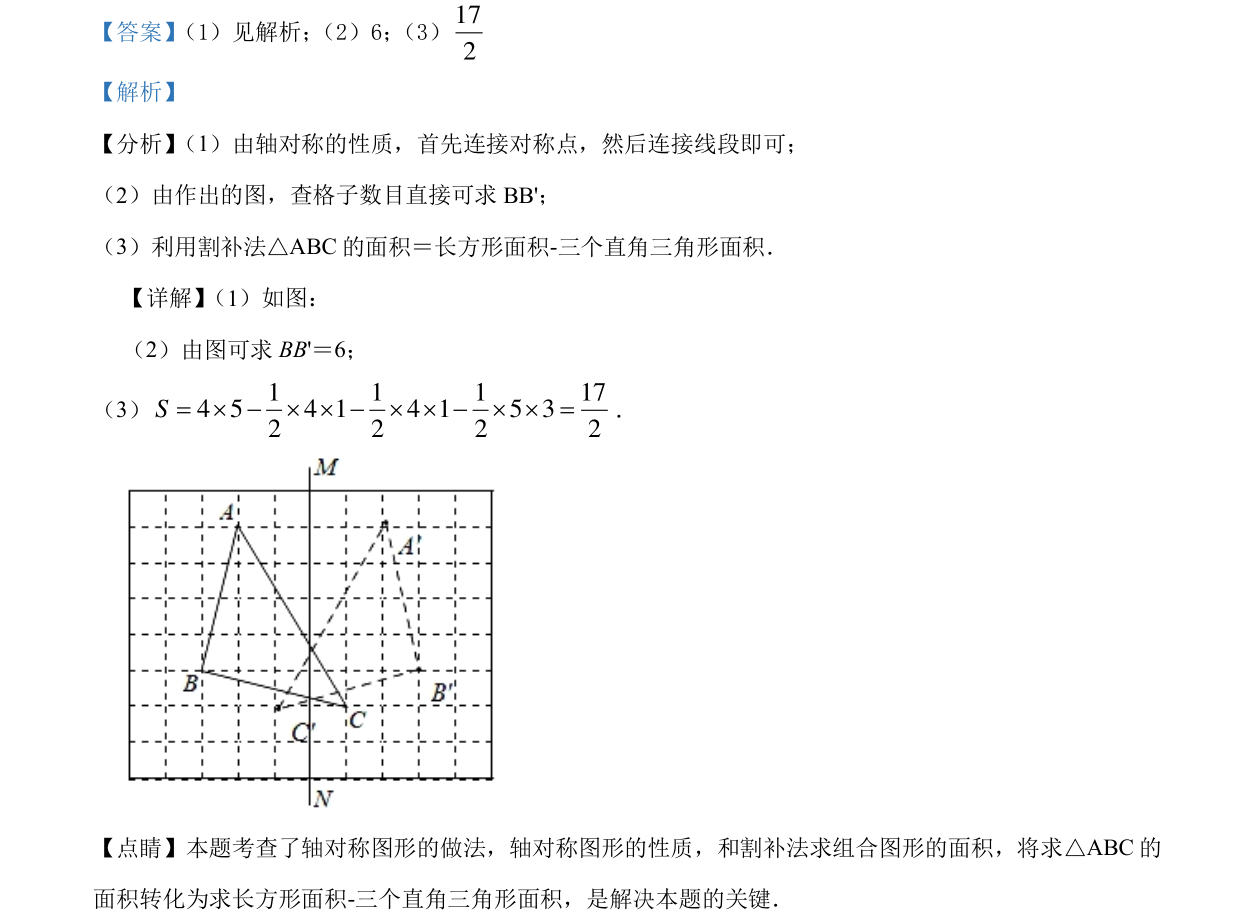 【答案】（1）见解析；（2）6；（3）17/2
【解析】
【分析】（1）由轴对称的性质，首先连接对称点，然后连接线段即可；
（2）由作出的图，查格子数目直接可求 BB'；
（3）利用割补法△ABC 的面积＝长方形面积-三个直角三角形面积．
【详解】（1）如图：
（2）由图可求 BB'＝6；
（3）S = 4×5−1/2×4×1−1/2×4×1−1/2×5×3=17/2．
M
A
A'
B
B'
C
C'
N
【点睛】本题考查了轴对称图形的做法，轴对称图形的性质，和割补法求组合图形的面积，将求△ABC 的
面积转化为求长方形面积-三个直角三角形面积，是解决本题的关键．